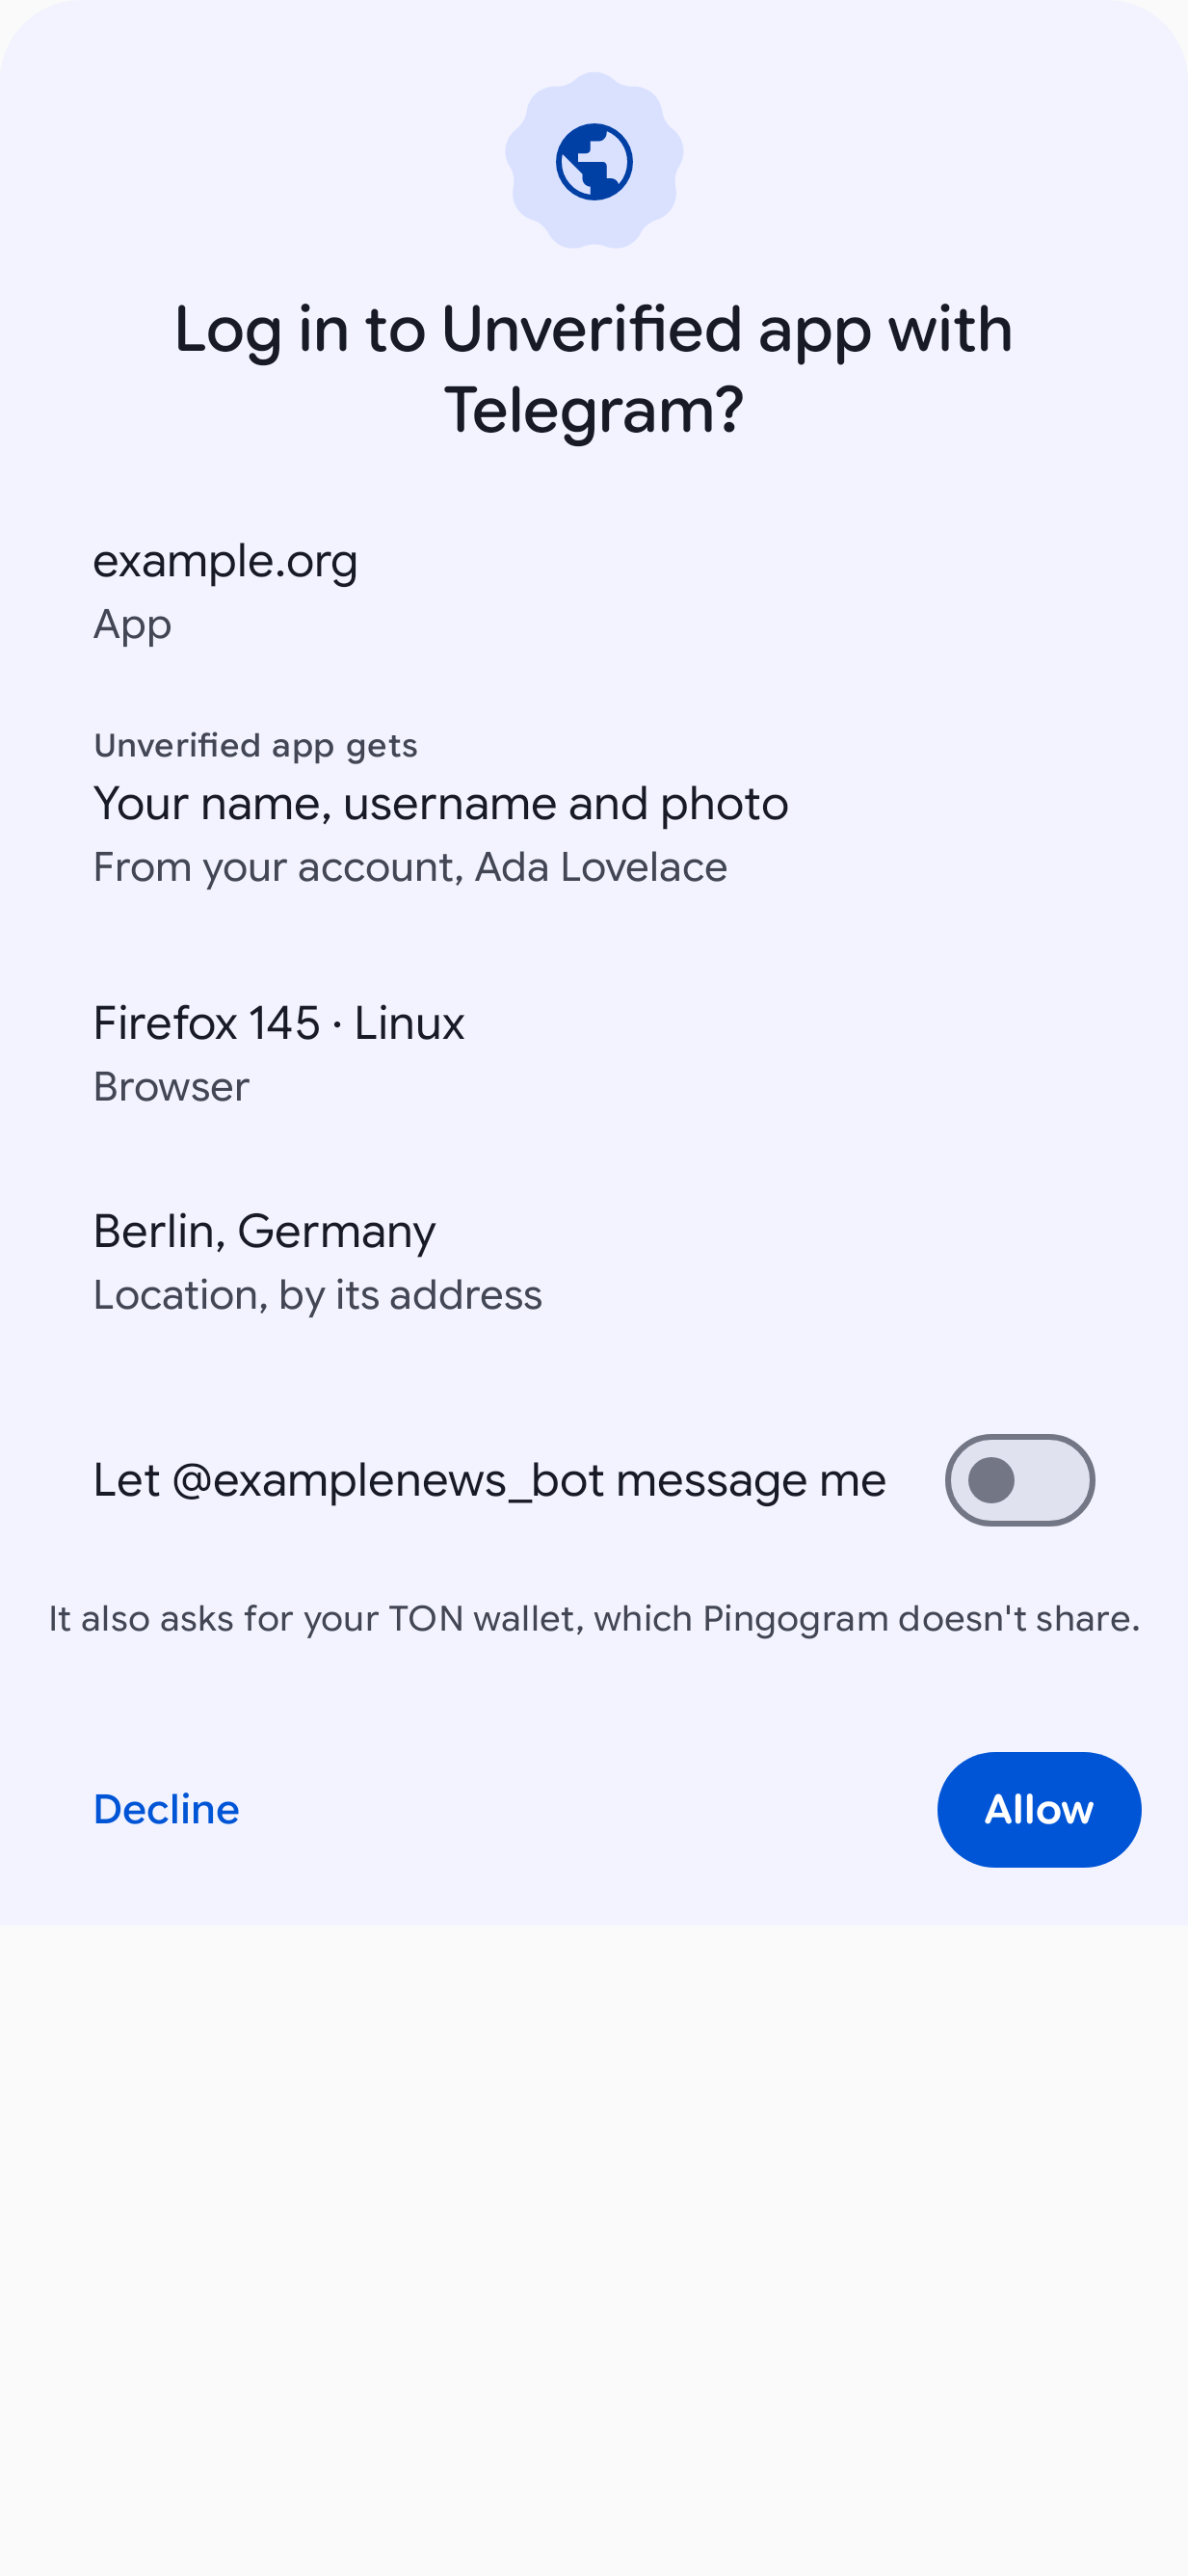 Log in to Unverified app with
Telegram?
example.org
App
Unverified app gets
Your name, username and photo
From your account, Ada Lovelace
Firefox 145 · Linux
Browser
Berlin, Germany
Location, by its address
Let @examplenews_bot message me
It also asks for your TON wallet, which Pingogram doesn't share.
Decline
Allow